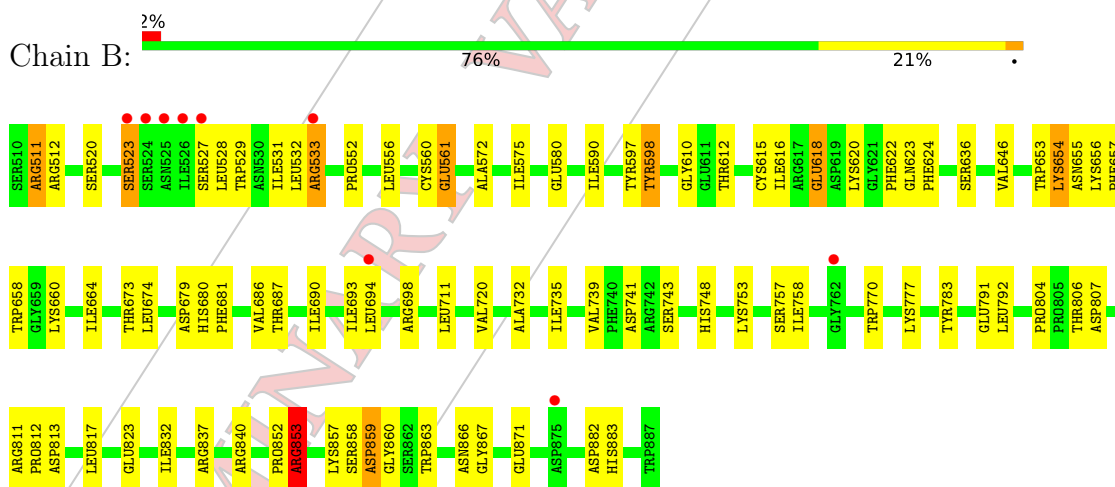 2%
Chain B:
76% 21% •
SER510 ARG511 ARG512 SER520 SER523 SER524 ASN525 ILE526 SER527 LEU528 TRP529 ASN530 ILE531 LEU532 ARG533 PRO552 LEU556 CYS560 GLU561 ALA572 ILE575 GLU580 ILE590 TYR597 TYR598 GLY610 GLU611 THR612 CYS615 ILE616 ARG617 GLU618 ASP619 LYS620 GLY621 PHE622 GLN623 PHE624 SER636 VAL646 TRP653 LYS654 ASN655 LYS656 PHE657
TRP658 GLY659 LYS660 ILE664 THR673 LEU674 ASP679 HIS680 PHE681 VAL686 THR687 ILE690 ILE693 LEU694 ARG698 LEU711 VAL720 ALA732 ILE735 VAL739 PHE740 ASP741 ARG742 SER743 HIS748 LYS753 SER757 ILE758 GLY762 TRP770 LYS777 TYR783 GLU791 LEU792 PRO804 PRO805 THR806 ASP807
ARG811 PRO812 ASP813 LEU817 GLU823 ILE832 ARG837 ARG840 PRO852 ARG853 LYS857 SER858 ASP859 GLY860 SER862 TRP863 ASN866 GLY867 GLU871 ASP875 ASP882 HIS883 TRP887